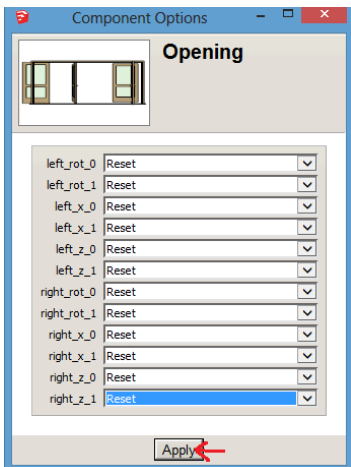 Component Options
Opening
left_rot_0 Reset
left_rot_1 Reset
left_x_0 Reset
left_x_1 Reset
left_z_0 Reset
left_z_1 Reset
right_rot_0 Reset
right_rot_1 Reset
right_x_0 Reset
right_x_1 Reset
right_z_0 Reset
right_z_1 Reset
Apply